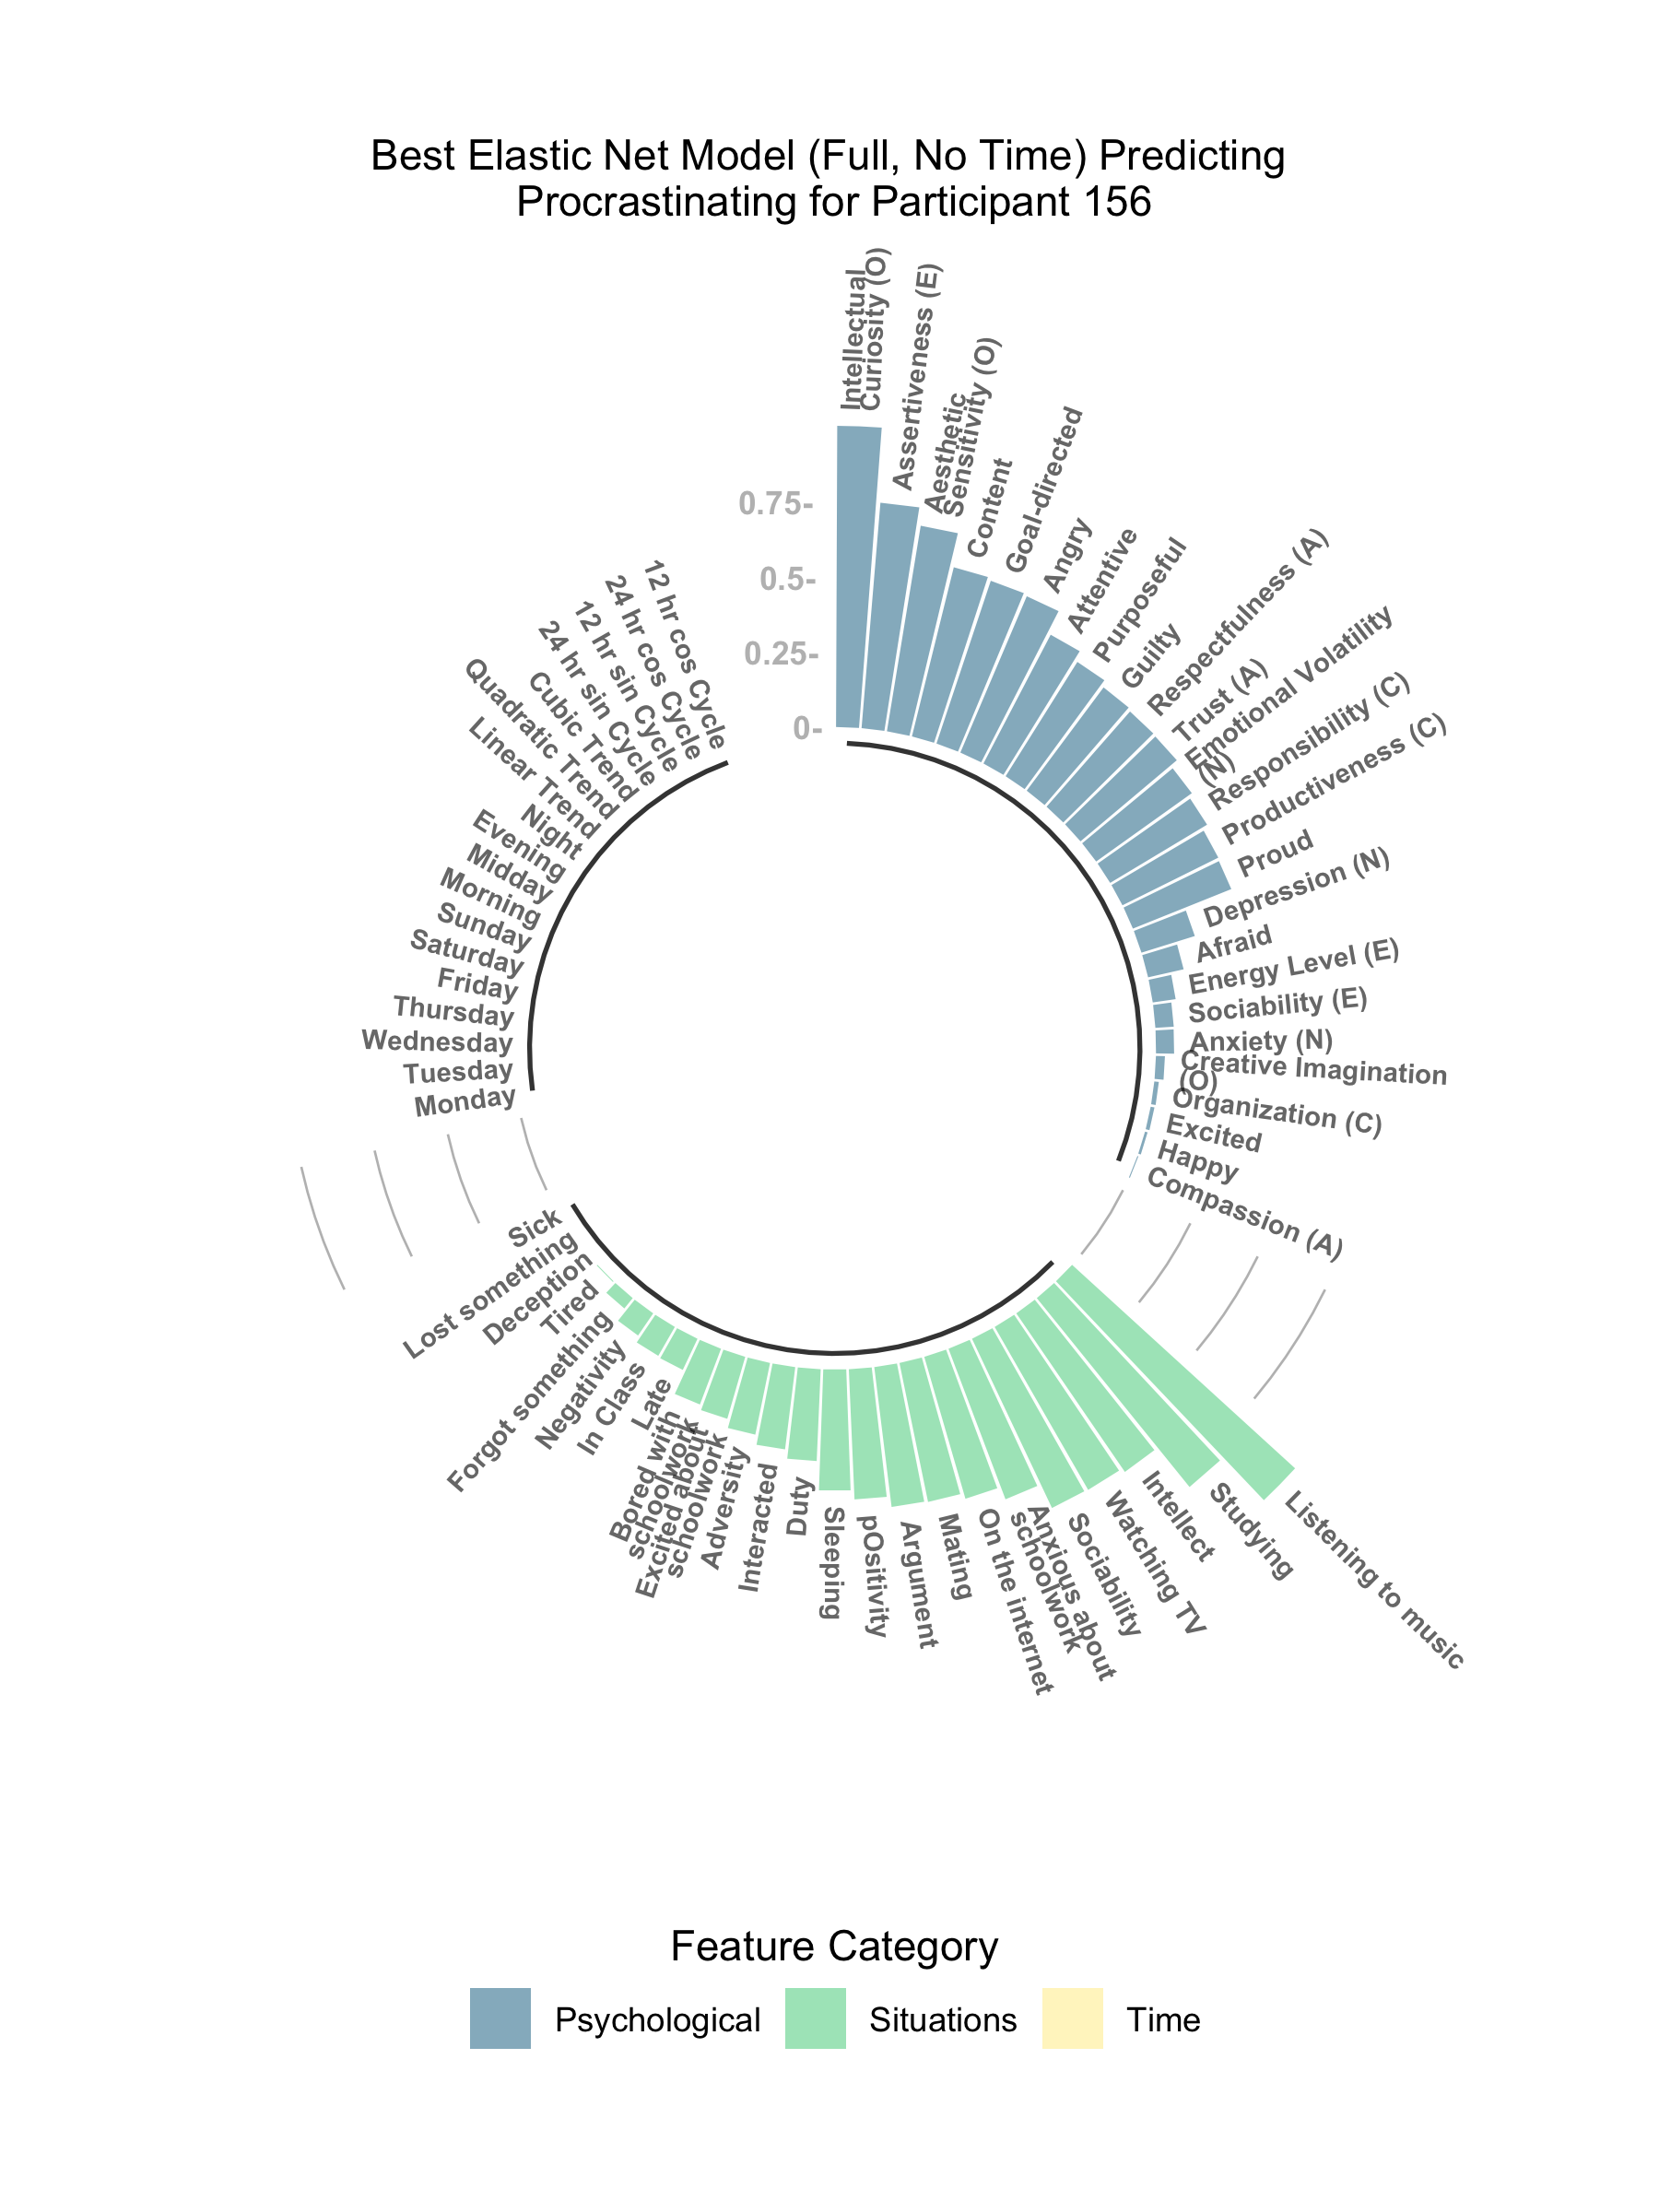 Best Elastic Net Model (Full, No Time) Predicting
Procrastinating for Participant 156
0.75-
0.5-
0.25-
0-
Intellectual
Curiosity (O)
Assertiveness (E)
Aesthetic
Sensitivity (O)
Content
Goal-directed
Angry
Attentive
Purposeful
Guilty
Respectfulness (A)
Trust (A)
Emotional Volatility
(N)
Responsibility (C)
Productiveness (C)
Proud
Depression (N)
Afraid
Energy Level (E)
Sociability (E)
Anxiety (N)
Creative Imagination
(O)
Organization (C)
Excited
Happy
Compassion (A)
Listening to music
Studying
Intellect
Watching TV
Sociability
Anxious about
schoolwork
On the internet
Mating
Argument
pOsitivity
Sleeping
Duty
Interacted
Adversity
Excited about
schoolwork
Bored with
schoolwork
Late
In Class
Negativity
Forgot something
Tired
Deception
Lost something
Sick
Monday
Tuesday
Wednesday
Thursday
Friday
Saturday
Sunday
Morning
Midday
Evening
Night
Linear Trend
Quadratic Trend
Cubic Trend
24 hr sin Cycle
12 hr sin Cycle
24 hr cos Cycle
12 hr cos Cycle
Feature Category
Psychological
Situations
Time